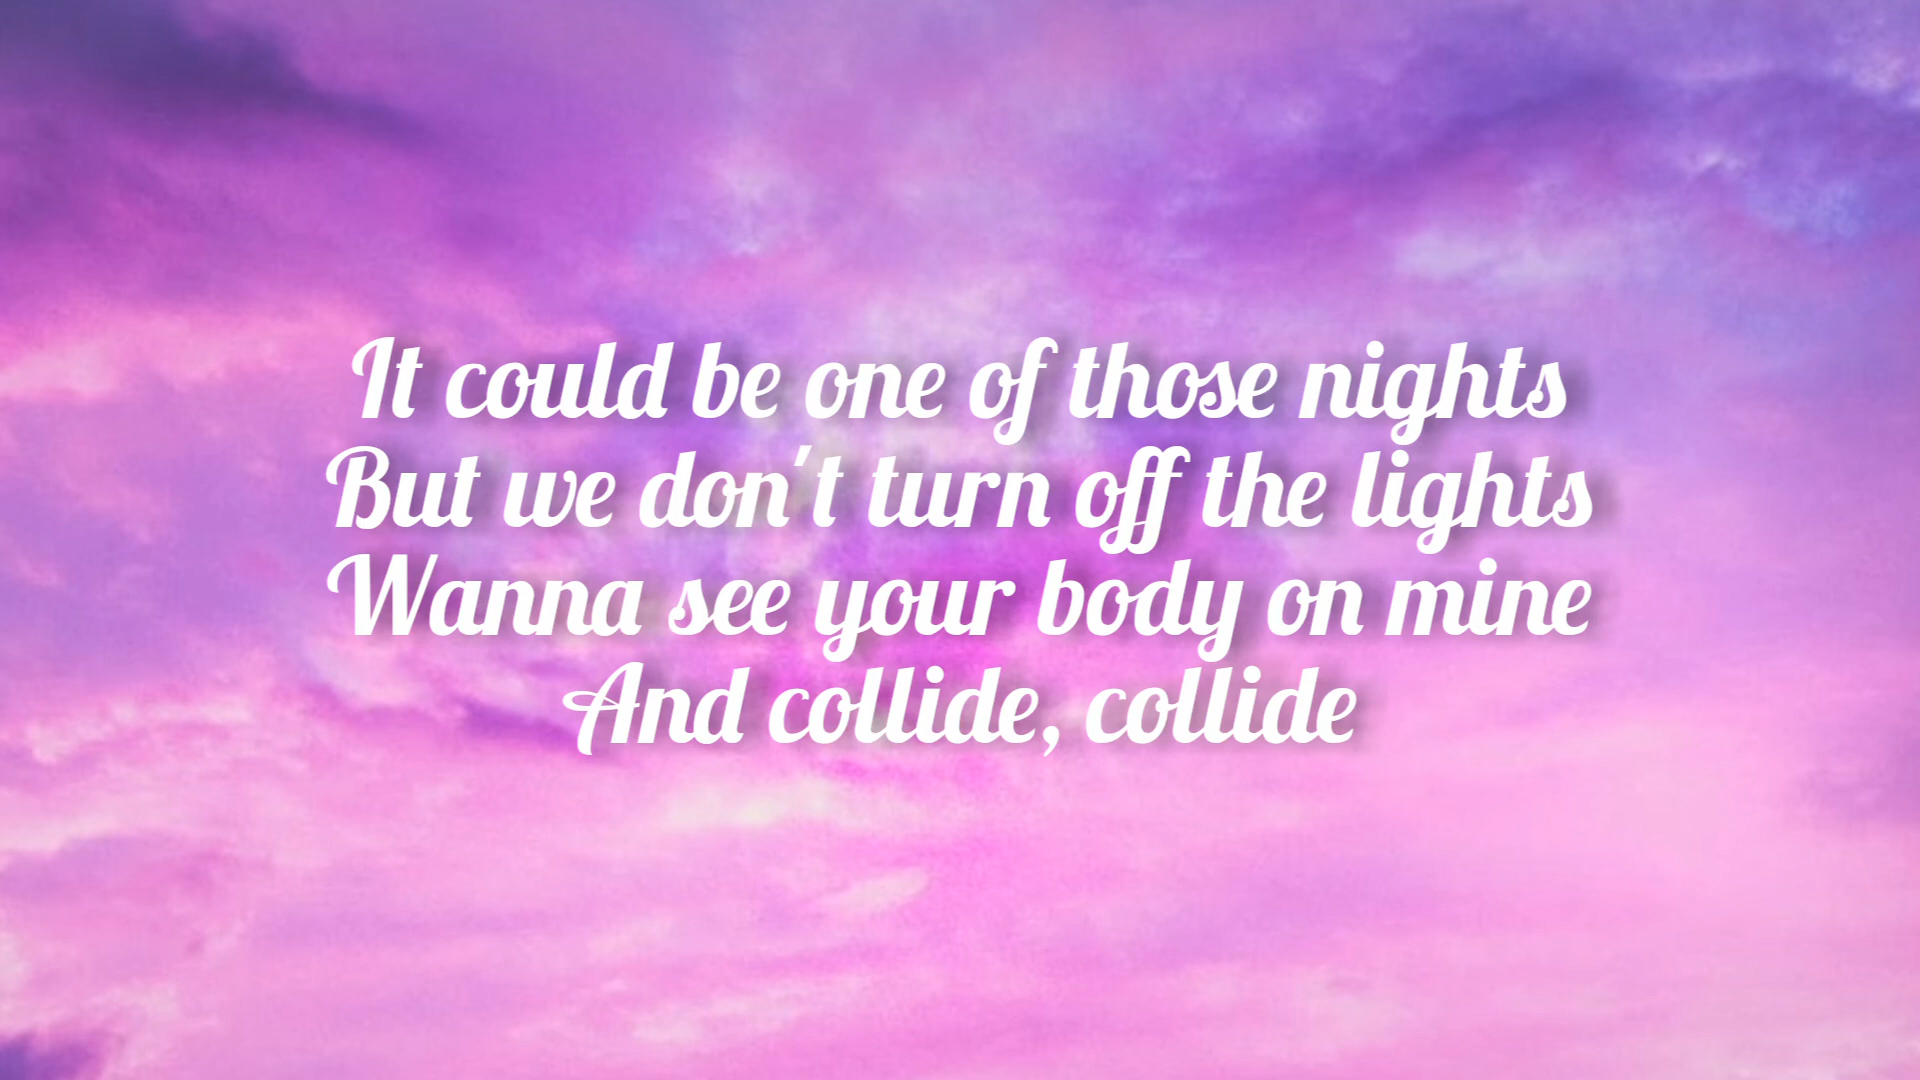 It could be one of those nights
But we don't turn off the lights
Wanna see your body on mine
And collide, collide